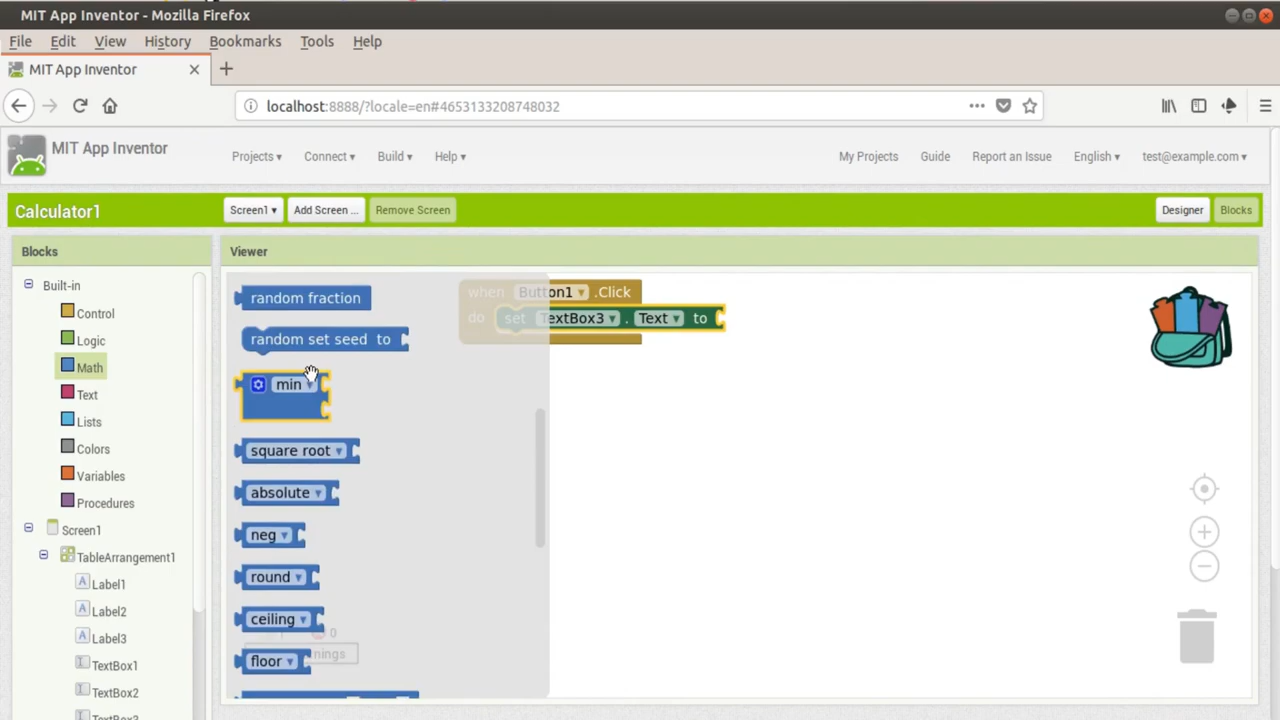 MIT App Inventor - Mozilla Firefox
File Edit View History Bookmarks Tools Help
MIT App Inventor
localhost:8888/?locale=en#4653133208748032
MIT App Inventor
Projects ▾ Connect ▾ Build ▾ Help ▾ My Projects Guide Report an Issue English ▾ test@example.com ▾
Calculator1 Screen1 ▾ Add Screen ... Remove Screen Designer Blocks
Blocks
Viewer
Built-in
Control
Logic
Math
Text
Lists
Colors
Variables
Procedures
Screen1
TableArrangement1
Label1
Label2
Label3
TextBox1
TextBox2
TextBox3
random fraction
random set seed to
min
square root
absolute
neg
round
ceiling
floor
when Button1 .Click
do set TextBox3 . Text to
0